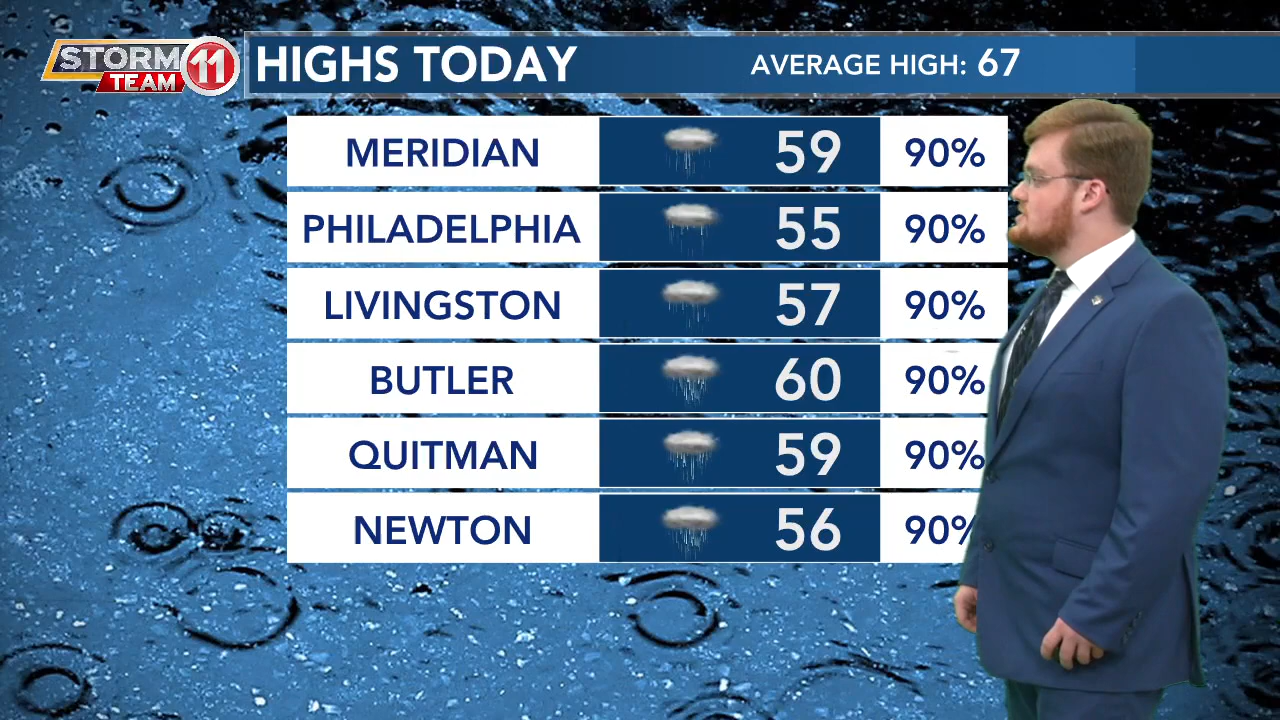 STORM TEAM 11
HIGHS TODAY
AVERAGE HIGH: 67
MERIDIAN 59 90%
PHILADELPHIA 55 90%
LIVINGSTON 57 90%
BUTLER 60 90%
QUITMAN 59 90%
NEWTON 56 90%